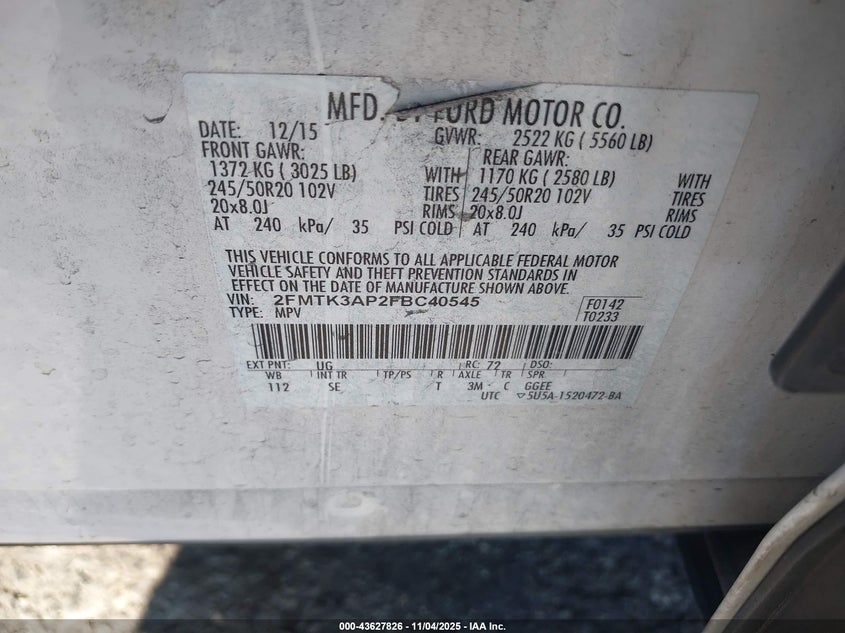 MFD. BY FORD MOTOR CO.
DATE: 12/15 GVWR: 2522 KG ( 5560 LB)
FRONT GAWR: REAR GAWR:
1372 KG ( 3025 LB) WITH 1170 KG ( 2580 LB) WITH
245/50R20 102V TIRES 245/50R20 102V TIRES
20x8.0J RIMS 20x8.0J RIMS
AT 240 kPa/ 35 PSI COLD AT 240 kPa/ 35 PSI COLD
THIS VEHICLE CONFORMS TO ALL APPLICABLE FEDERAL MOTOR
VEHICLE SAFETY AND THEFT PREVENTION STANDARDS IN
EFFECT ON THE DATE OF MANUFACTURE SHOWN ABOVE.
VIN: 2FMTK3AP2FBC40545 F0142
TYPE: MPV T0233
EXT PNT: UG RC: 72 DSO:
WB INT TR TP/PS R AXLE TR SPR
112 SE T 3M C GGEE
UTC ▽5U5A-1520472-BA
000-43627826 - 11/04/2025 - IAA Inc.